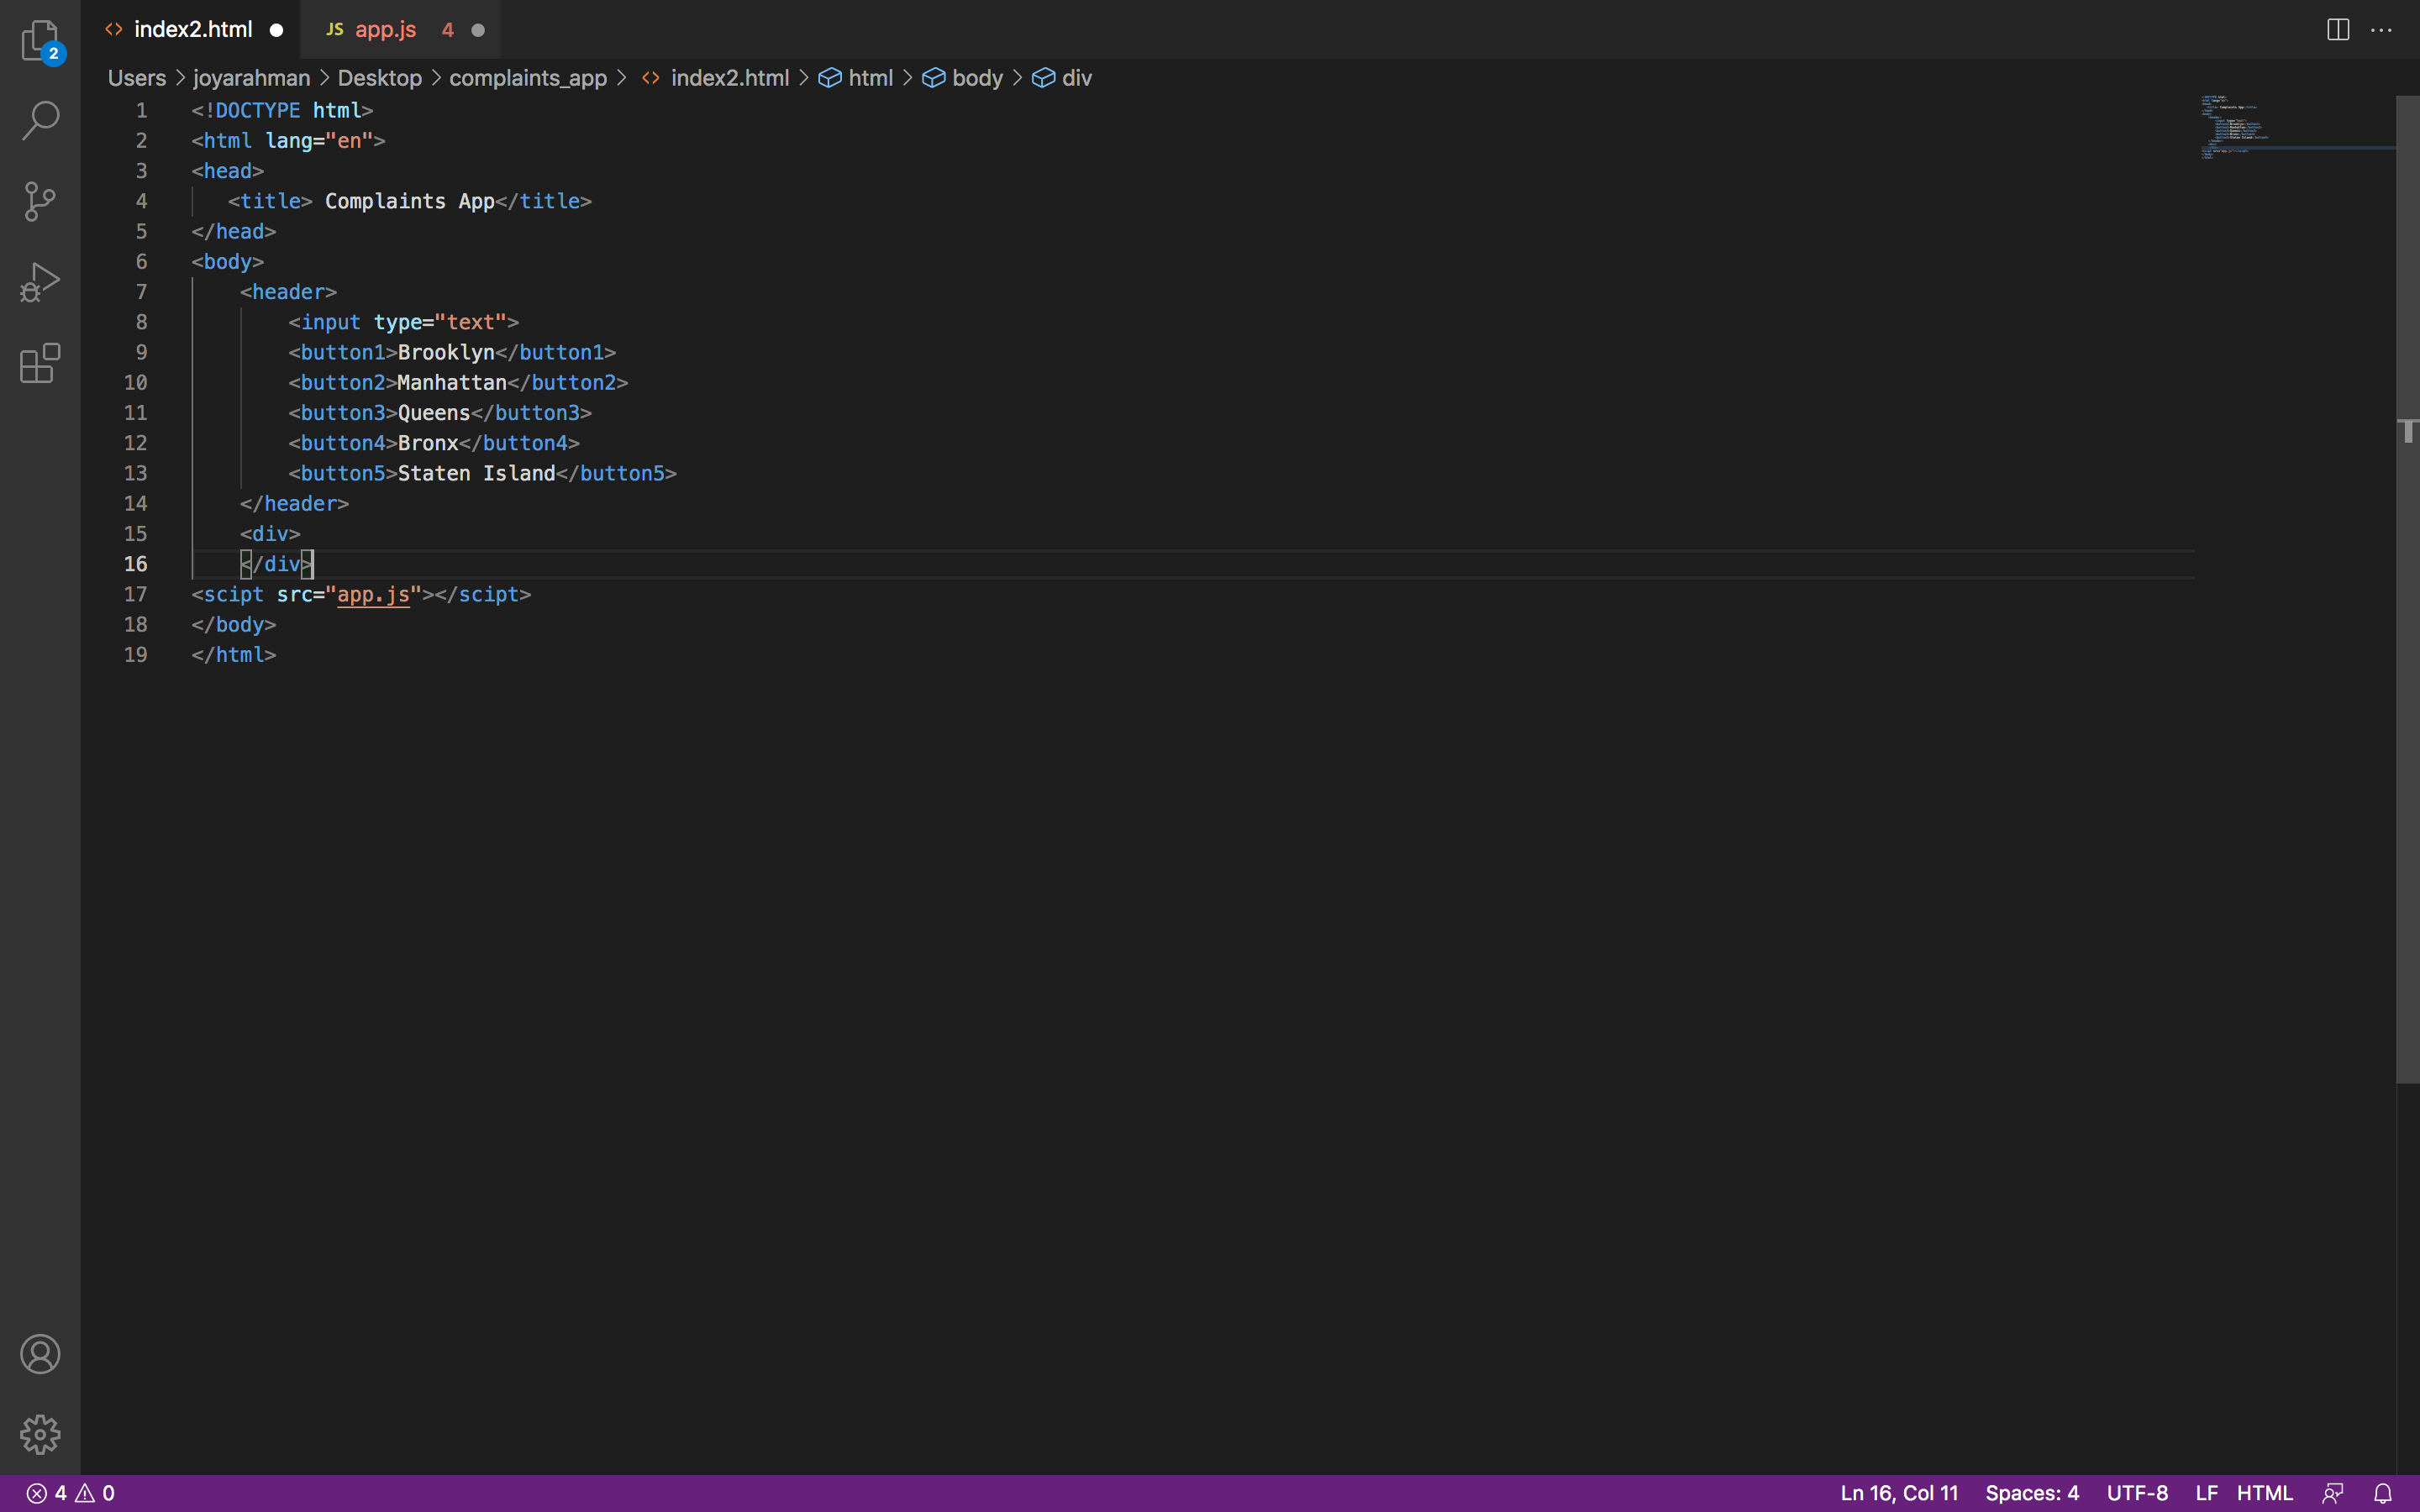 2
index2.html
JS app.js 4
Users > joyarahman > Desktop > complaints_app > <> index2.html > html > body > div
1 <!DOCTYPE html>
2 <html lang="en">
3 <head>
4 <title> Complaints App</title>
5 </head>
6 <body>
7 <header>
8 <input type="text">
9 <button1>Brooklyn</button1>
10 <button2>Manhattan</button2>
11 <button3>Queens</button3>
12 <button4>Bronx</button4>
13 <button5>Staten Island</button5>
14 </header>
15 <div>
16 </div>
17 <scipt src="app.js"></scipt>
18 </body>
19 </html>
4 0 Ln 16, Col 11 Spaces: 4 UTF-8 LF HTML